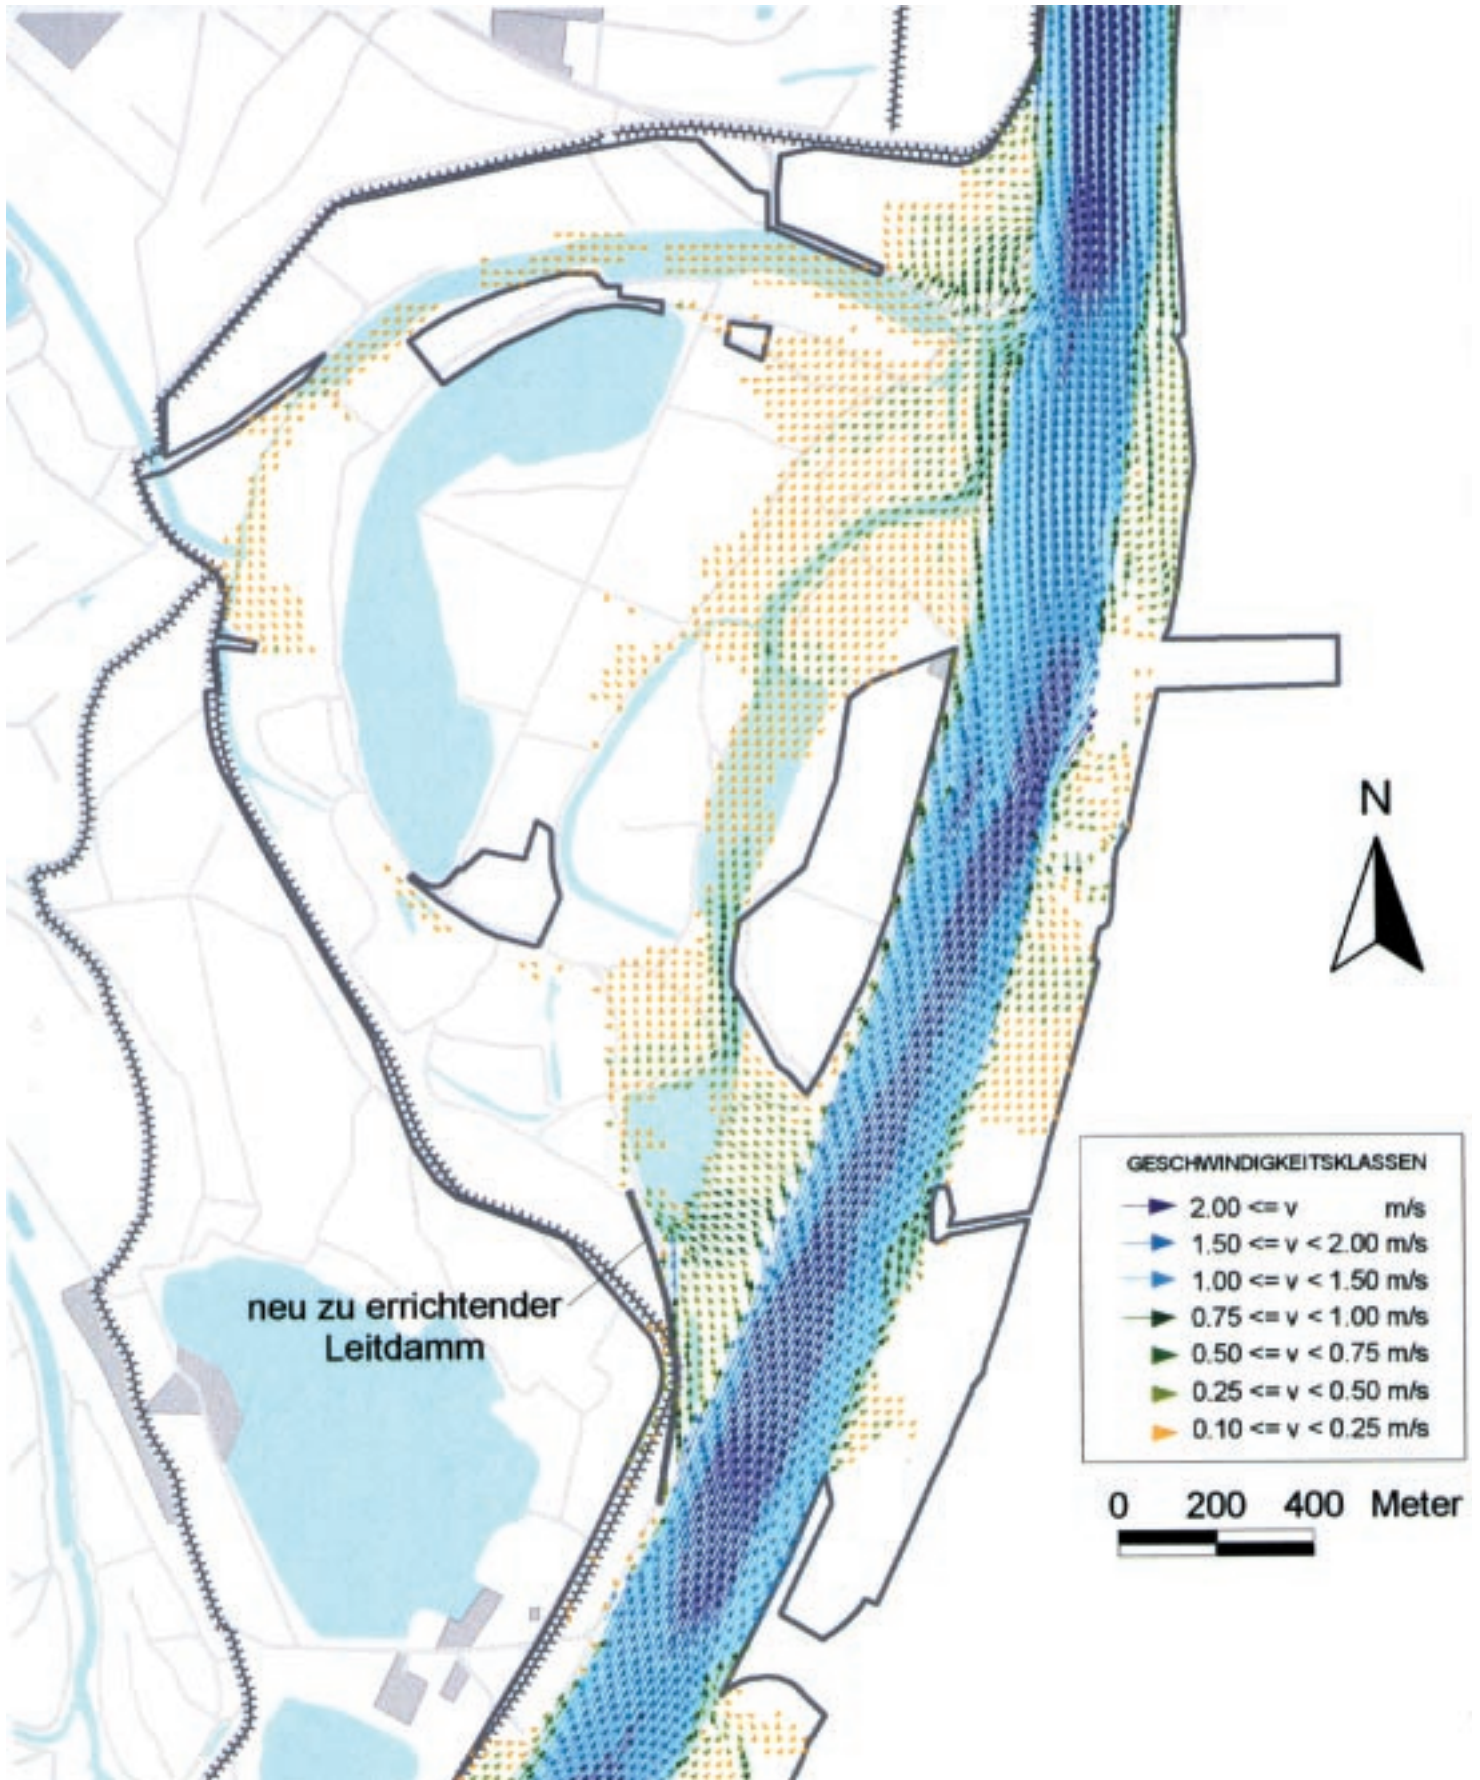 N
neu zu errichtender
Leitdamm
GESCHWINDIGKEITSKLASSEN
2.00 <= v m/s
1.50 <= v < 2.00 m/s
1.00 <= v < 1.50 m/s
0.75 <= v < 1.00 m/s
0.50 <= v < 0.75 m/s
0.25 <= v < 0.50 m/s
0.10 <= v < 0.25 m/s
0 200 400 Meter